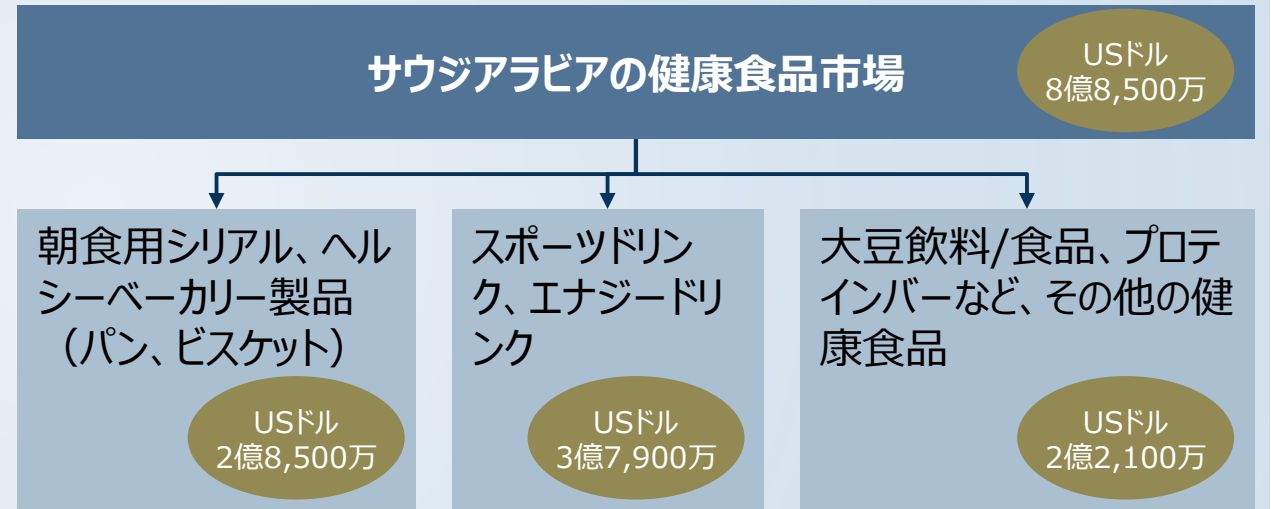 サウジアラビアの健康食品市場
USドル
8億8,500万
朝食用シリアル、ヘル
シーベーカリー製品
（パン、ビスケット）
USドル
2億8,500万
スポーツドリン
ク、エナジードリ
ンク
USドル
3億7,900万
大豆飲料/食品、プロテ
インバーなど、その他の健
康食品
USドル
2億2,100万